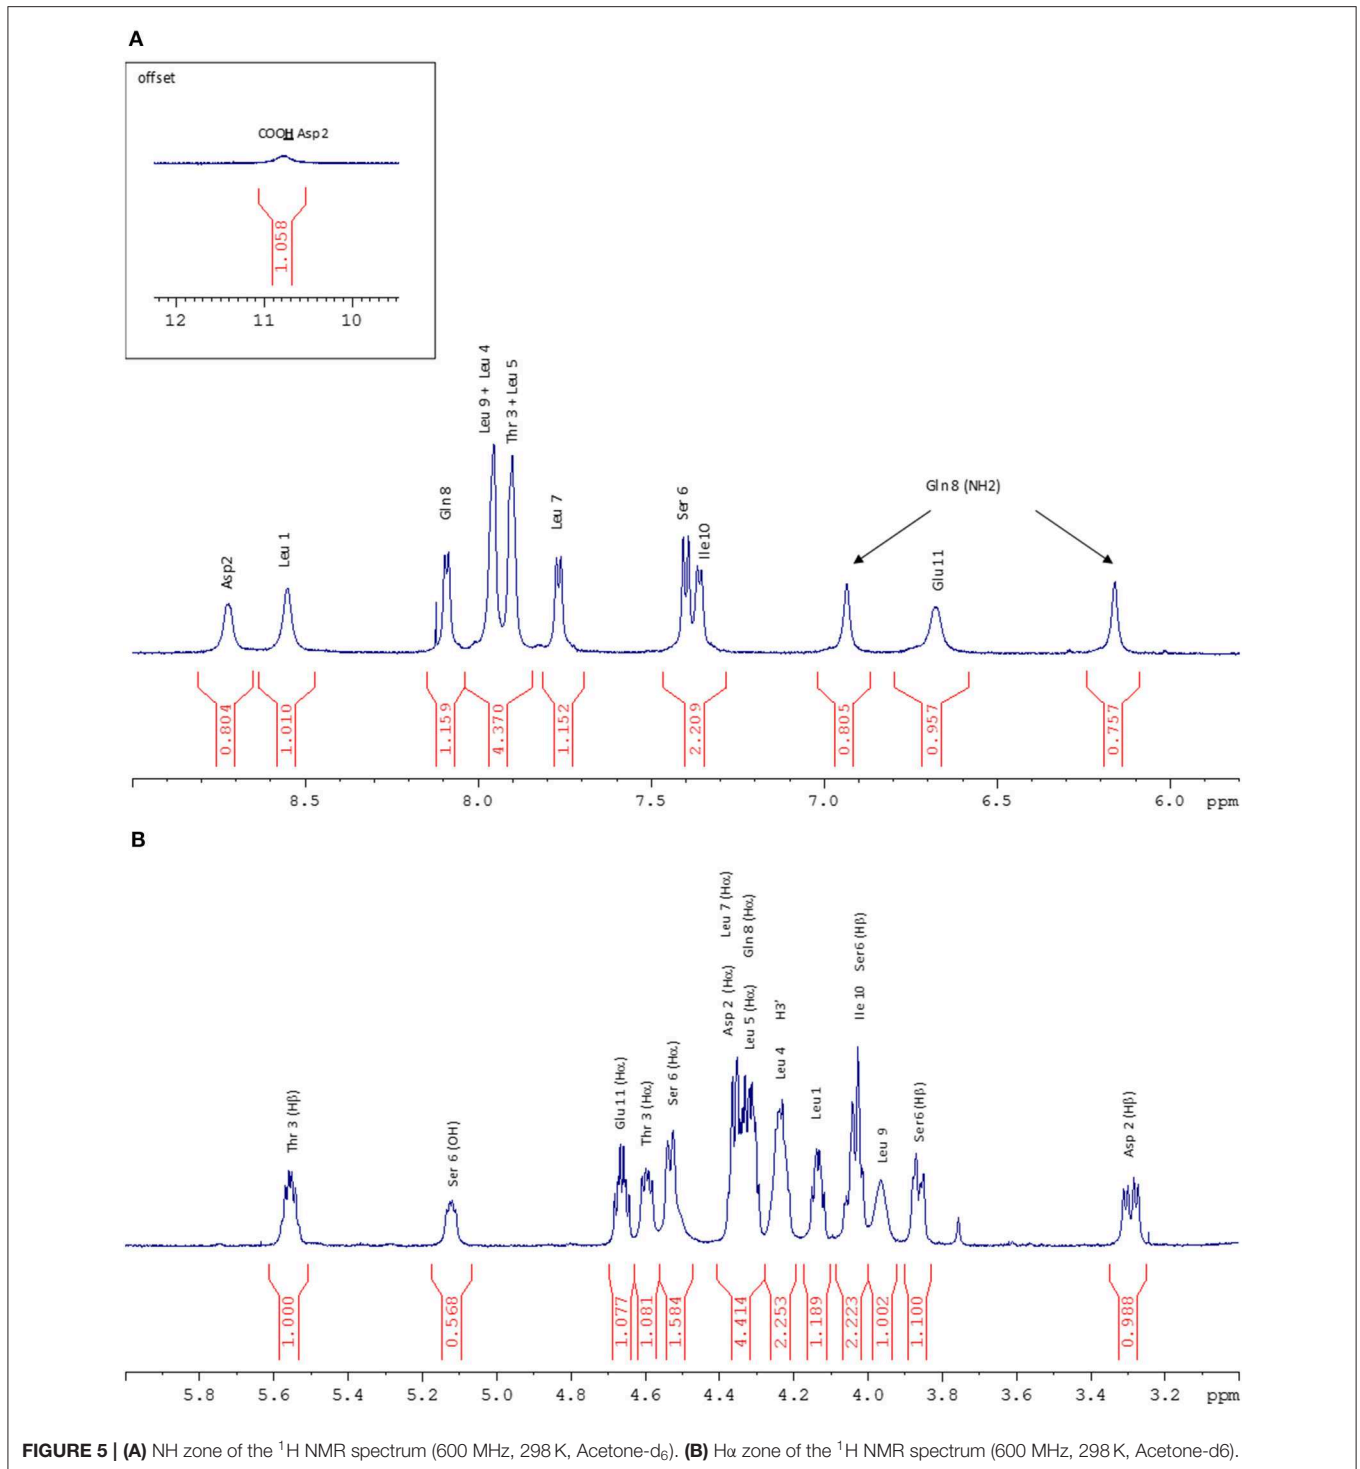 A
offset
COOH Asp2
1.058
12 11 10
Asp2
Leu 1
Gln 8
Leu 9 + Leu 4
Thr 3 + Leu 5
Leu 7
Ser 6
Ile10
Gln 8 (NH2)
Glu 11
0.804
1.010
1.159
4.370
1.152
2.209
0.805
0.957
0.757
8.5 8.0 7.5 7.0 6.5 6.0 ppm
B
Thr 3 (Hβ)
Ser 6 (OH)
Glu 11 (Hα)
Thr 3 (Hα)
Ser 6 (Hα)
Asp 2 (Hα) Leu 7 (Hα)
Leu 5 (Hα) Gln 8 (Hα)
Leu 4 H3'
Leu 1
Ile 10 Ser6 (Hβ)
Leu 9
Ser6 (Hβ)
Asp 2 (Hβ)
1.000
0.568
1.077
1.081
1.584
4.414
2.253
1.189
2.223
1.002
1.100
0.988
5.8 5.6 5.4 5.2 5.0 4.8 4.6 4.4 4.2 4.0 3.8 3.6 3.4 3.2 ppm
FIGURE 5 | (A) NH zone of the ¹H NMR spectrum (600 MHz, 298 K, Acetone-d₆). (B) Hα zone of the ¹H NMR spectrum (600 MHz, 298 K, Acetone-d6).